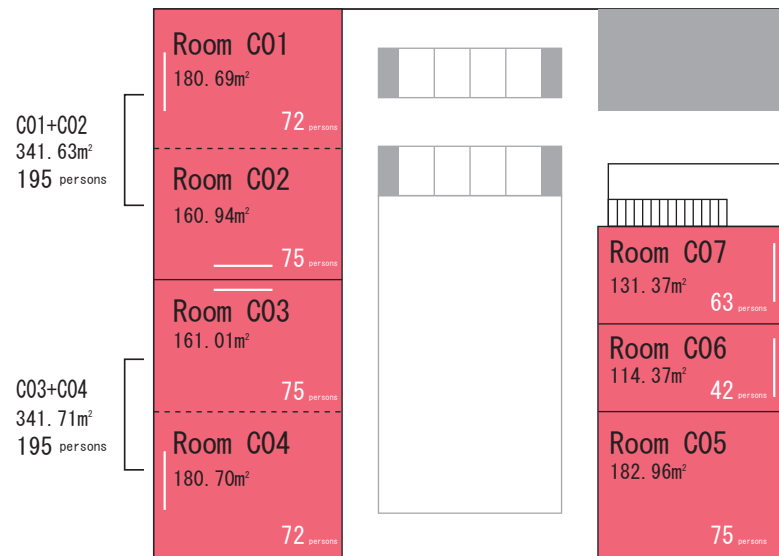 Room C01
180.69m²
72 persons
C01+C02
341.63m²
195 persons
Room C02
160.94m²
75 persons
Room C03
161.01m²
75 persons
C03+C04
341.71m²
195 persons
Room C04
180.70m²
72 persons
Room C07
131.37m²
63 persons
Room C06
114.37m²
42 persons
Room C05
182.96m²
75 persons